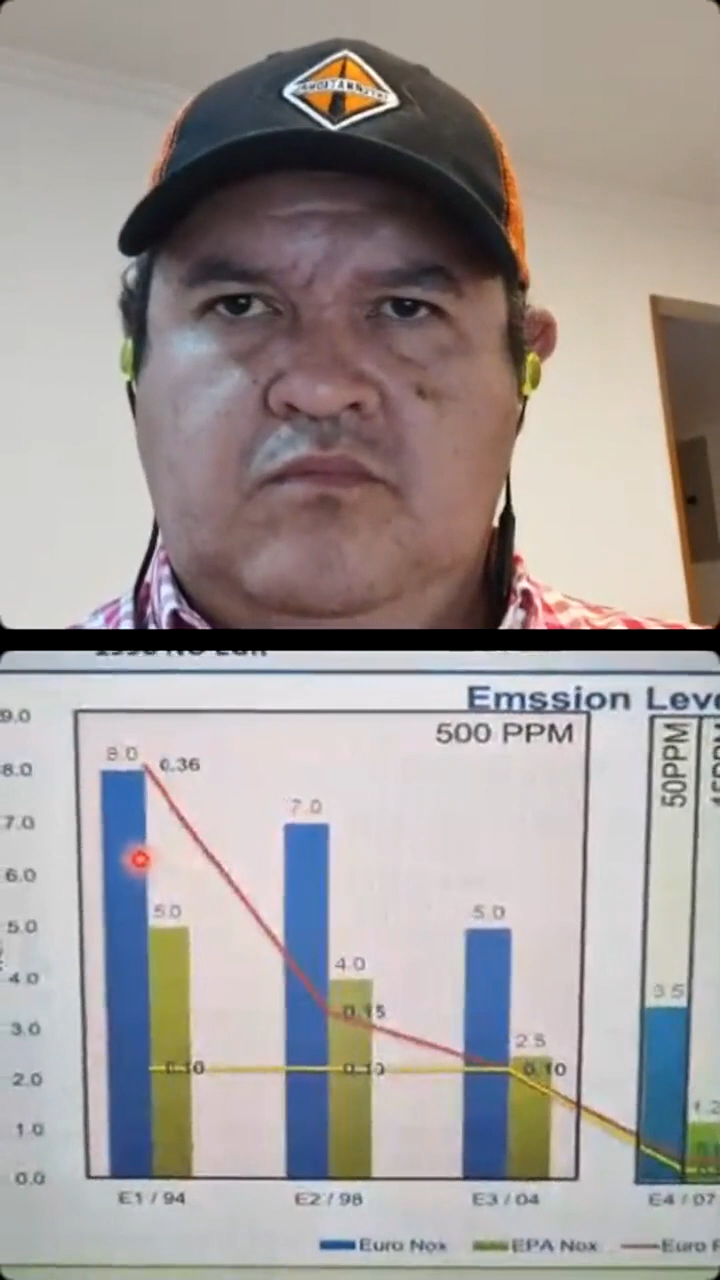 Emssion Leve
500 PPM
50PPM
9.0
8.0
7.0
6.0
5.0
4.0
3.0
2.0
1.0
0.0
8.0
0.36
5.0
0.10
7.0
4.0
0.15
0.10
5.0
2.5
0.10
3.5
1.2
E1 / 94
E2 / 98
E3 / 04
E4 / 07
Euro Nox
EPA Nox
Euro P